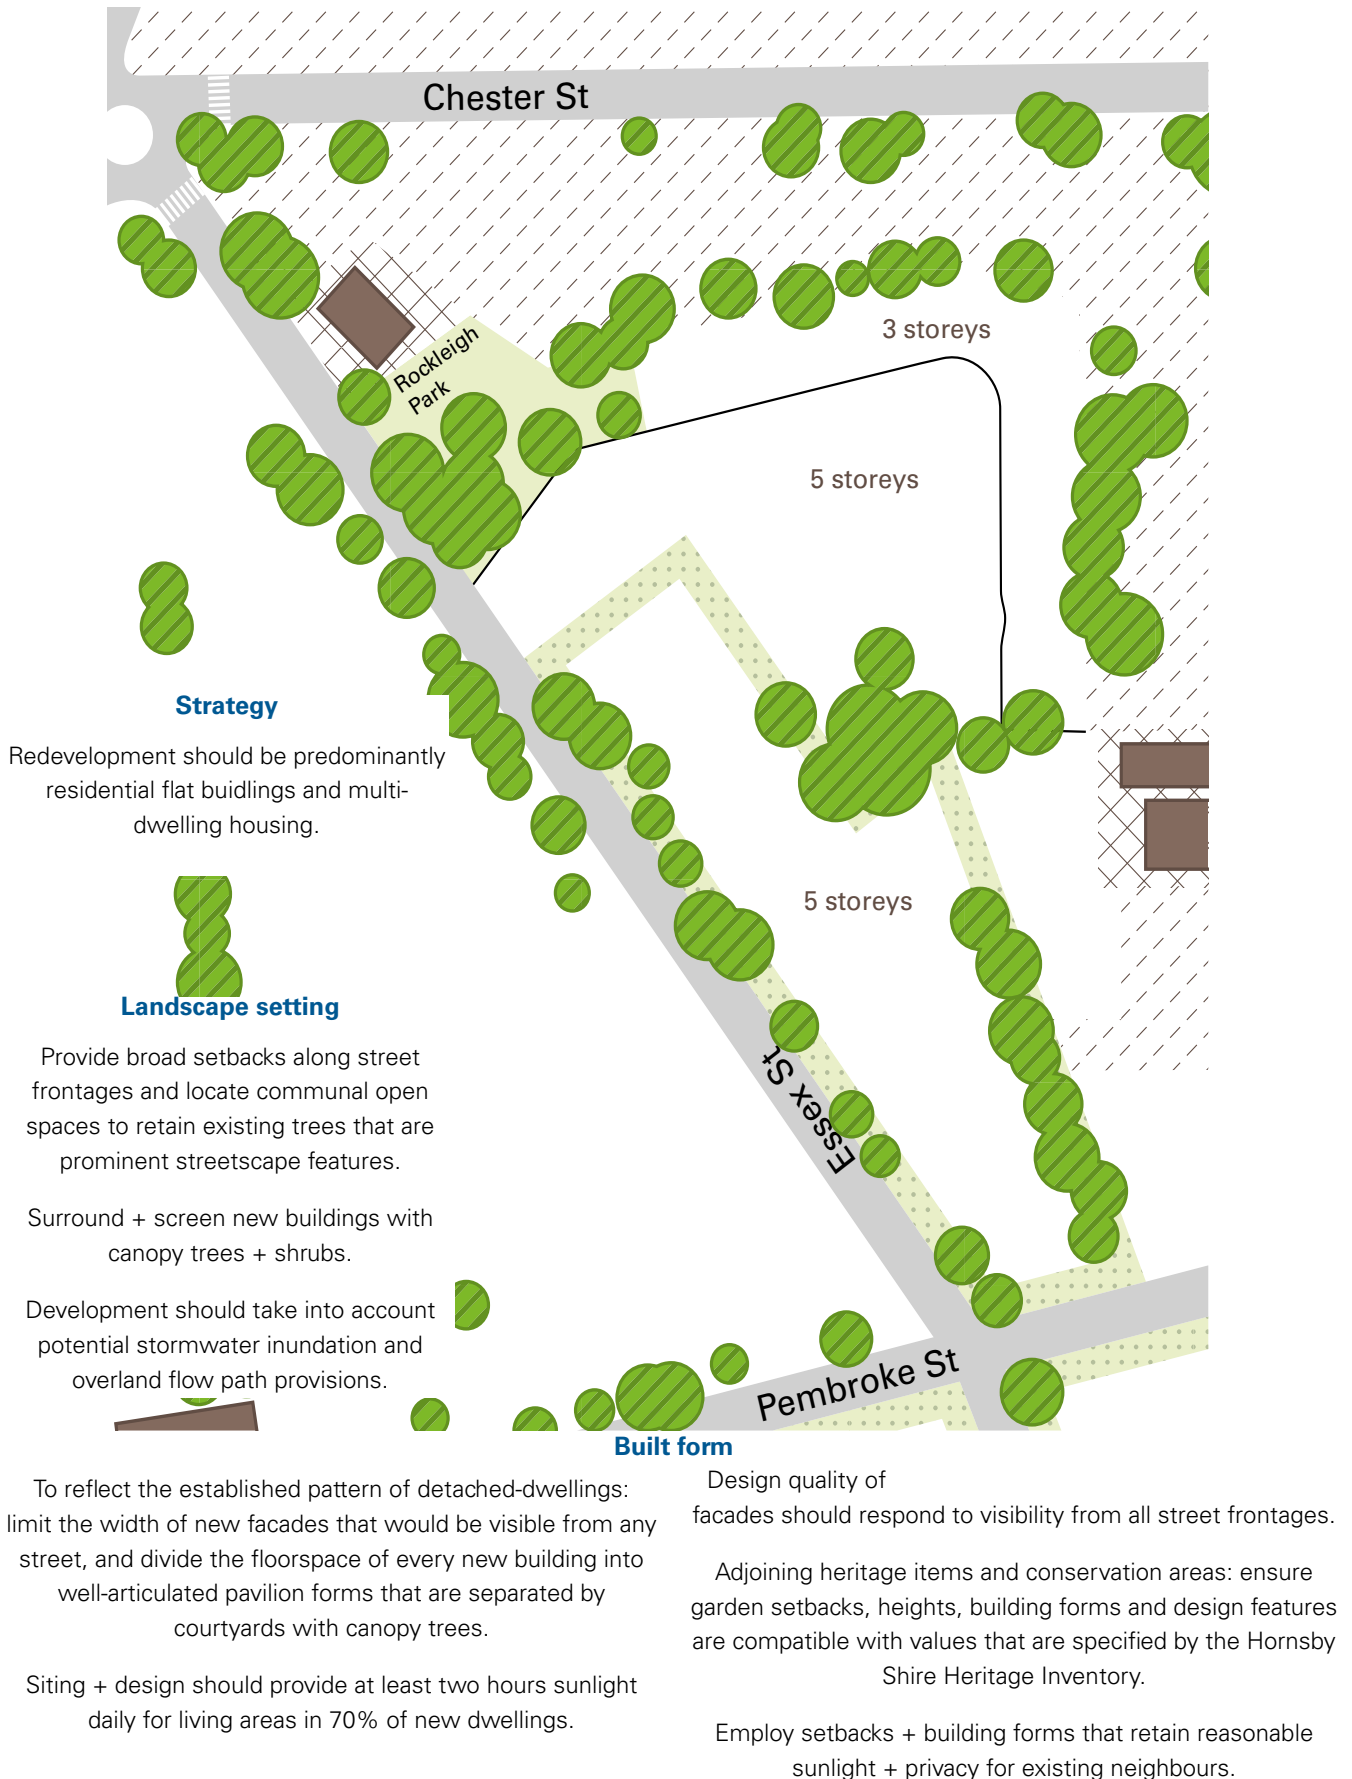 Chester St
Rockleigh
Park
3 storeys
5 storeys
5 storeys
Essex St
Pembroke St
Strategy
Redevelopment should be predominantly
residential flat buidlings and multi-
dwelling housing.
Landscape setting
Provide broad setbacks along street
frontages and locate communal open
spaces to retain existing trees that are
prominent streetscape features.
Surround + screen new buildings with
canopy trees + shrubs.
Development should take into account
potential stormwater inundation and
overland flow path provisions.
Built form
To reflect the established pattern of detached-dwellings:
limit the width of new facades that would be visible from any
street, and divide the floorspace of every new building into
well-articulated pavilion forms that are separated by
courtyards with canopy trees.
Siting + design should provide at least two hours sunlight
daily for living areas in 70% of new dwellings.
Design quality of
facades should respond to visibility from all street frontages.
Adjoining heritage items and conservation areas: ensure
garden setbacks, heights, building forms and design features
are compatible with values that are specified by the Hornsby
Shire Heritage Inventory.
Employ setbacks + building forms that retain reasonable
sunlight + privacy for existing neighbours.